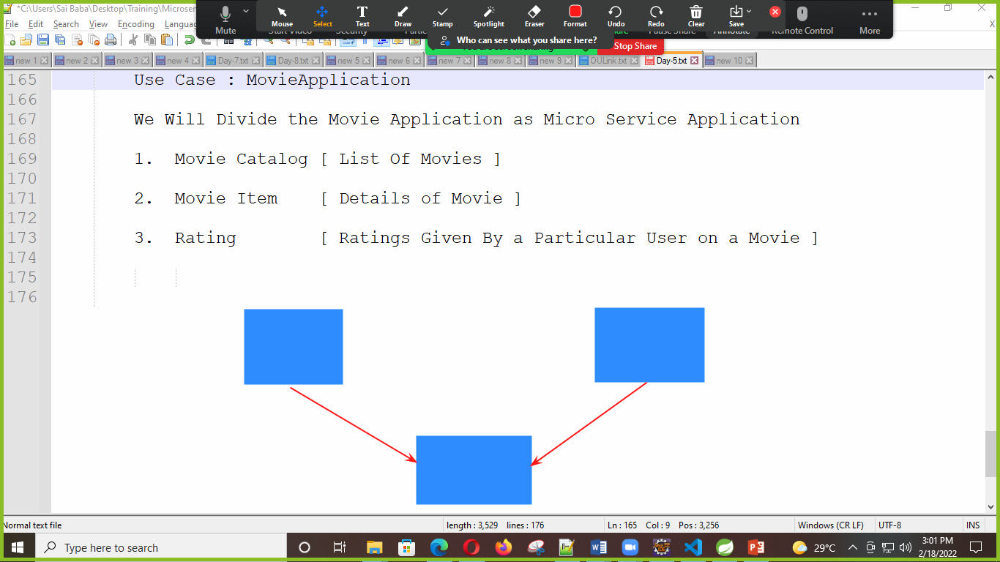 *C:\Users\Sai Baba\Desktop\Training\Microser
Mute
Mouse
Select
Text
Draw
Stamp
Spotlight
Eraser
Format
Undo
Redo
Clear
Save
Remote Control
More
File Edit Search View Encoding Languag
Start Video
Security
Pause Share
Annotate
Who can see what you share here?
Stop Share
new 1
new 2
new 3
new 4
Day-7.txt
Day-8.txt
new 5
new 6
new 7
new 8
new 9
OULink.txt
Day-5.txt
new 10
X
165 Use Case : MovieApplication
166
167 We Will Divide the Movie Application as Micro Service Application
168
169 1. Movie Catalog [ List Of Movies ]
170
171 2. Movie Item [ Details of Movie ]
172
173 3. Rating [ Ratings Given By a Particular User on a Movie ]
174
175
176
Normal text file
length : 3,529 lines : 176
Ln : 165 Col : 9 Pos : 3,256
Windows (CR LF)
UTF-8
INS
Type here to search
29°C
3:01 PM
2/18/2022